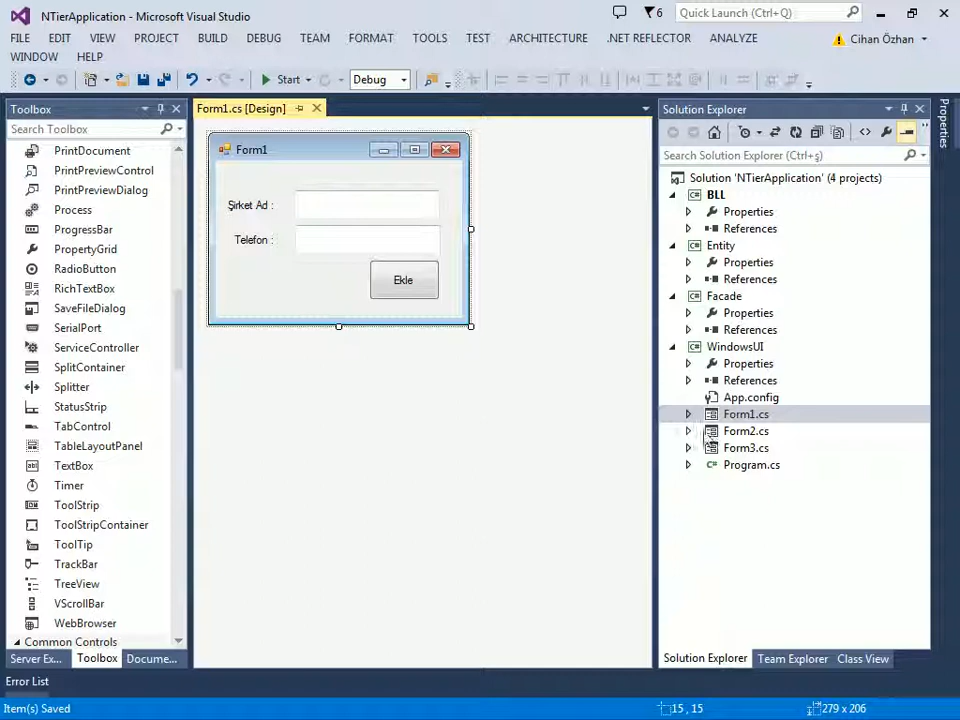 NTierApplication - Microsoft Visual Studio
6
Quick Launch (Ctrl+Q)
FILE EDIT VIEW PROJECT BUILD DEBUG TEAM FORMAT TOOLS TEST ARCHITECTURE .NET REFLECTOR ANALYZE
Cihan Özhan
WINDOW HELP
Start
Debug
Toolbox
Search Toolbox
PrintDocument
PrintPreviewControl
PrintPreviewDialog
Process
ProgressBar
PropertyGrid
RadioButton
RichTextBox
SaveFileDialog
SerialPort
ServiceController
SplitContainer
Splitter
StatusStrip
TabControl
TableLayoutPanel
TextBox
Timer
ToolStrip
ToolStripContainer
ToolTip
TrackBar
TreeView
VScrollBar
WebBrowser
Common Controls
Server Ex...
Toolbox
Docume...
Form1.cs [Design]
Form1
Şirket Ad :
Telefon :
Ekle
Solution Explorer
Search Solution Explorer (Ctrl+ş)
Solution 'NTierApplication' (4 projects)
C# BLL
Properties
References
C# Entity
Properties
References
C# Facade
Properties
References
C# WindowsUI
Properties
References
App.config
Form1.cs
Form2.cs
Form3.cs
C# Program.cs
Solution Explorer
Team Explorer
Class View
Properties
Error List
Item(s) Saved
15 , 15
279 x 206